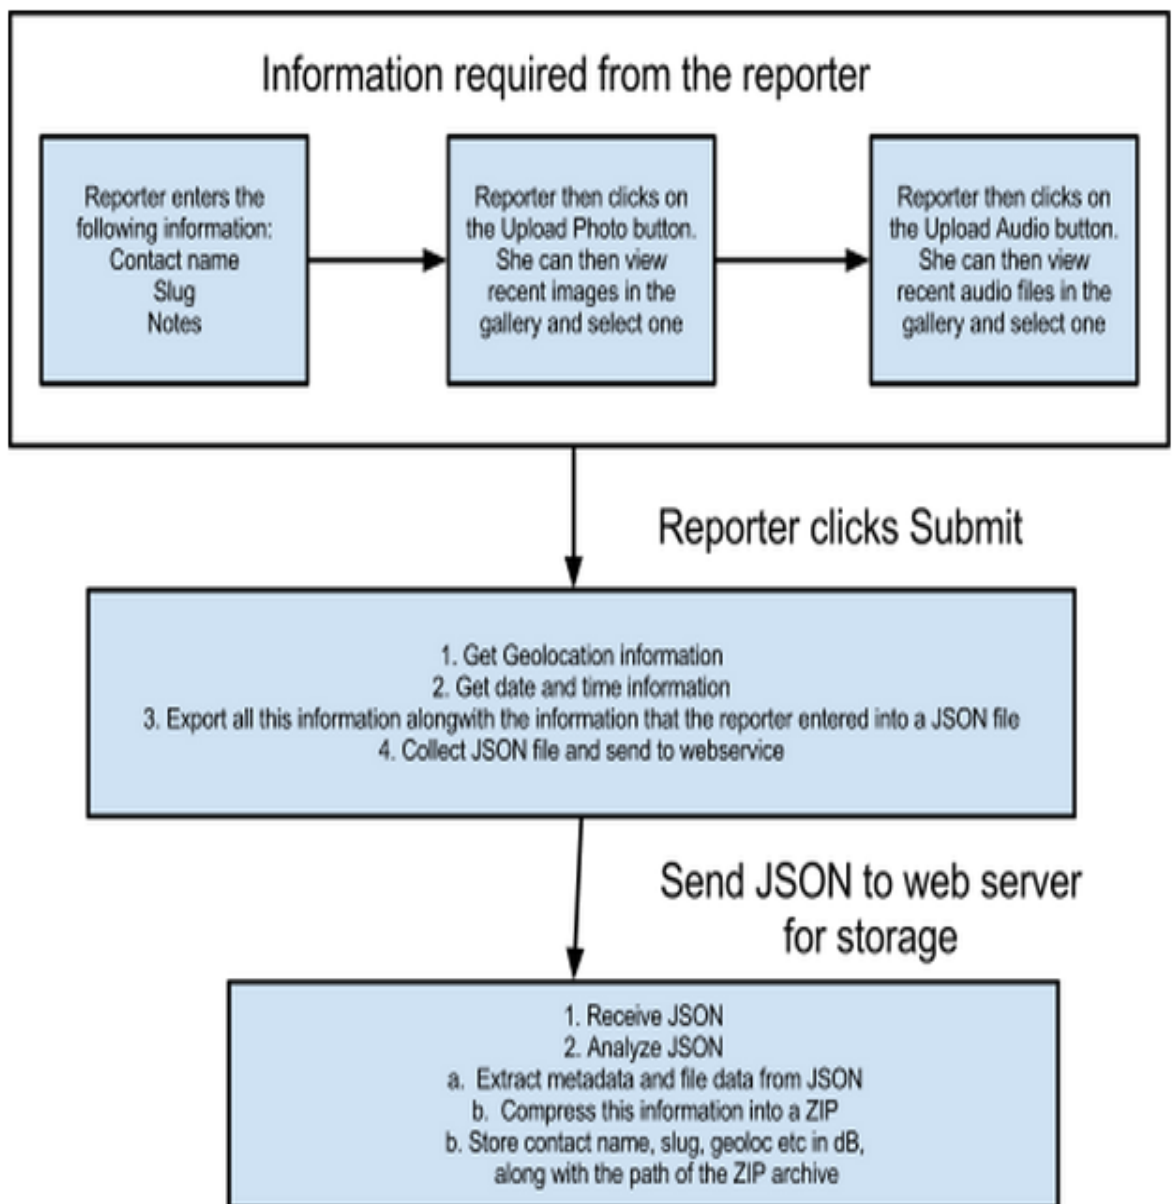 Information required from the reporter
Reporter enters the
following information:
Contact name
Slug
Notes
Reporter then clicks on
the Upload Photo button.
She can then view
recent images in the
gallery and select one
Reporter then clicks on
the Upload Audio button.
She can then view
recent audio files in the
gallery and select one
Reporter clicks Submit
1. Get Geolocation information
2. Get date and time information
3. Export all this information alongwith the information that the reporter entered into a JSON file
4. Collect JSON file and send to webservice
Send JSON to web server
for storage
1. Receive JSON
2. Analyze JSON
a. Extract metadata and file data from JSON
b. Compress this information into a ZIP
b. Store contact name, slug, geoloc etc in dB,
along with the path of the ZIP archive